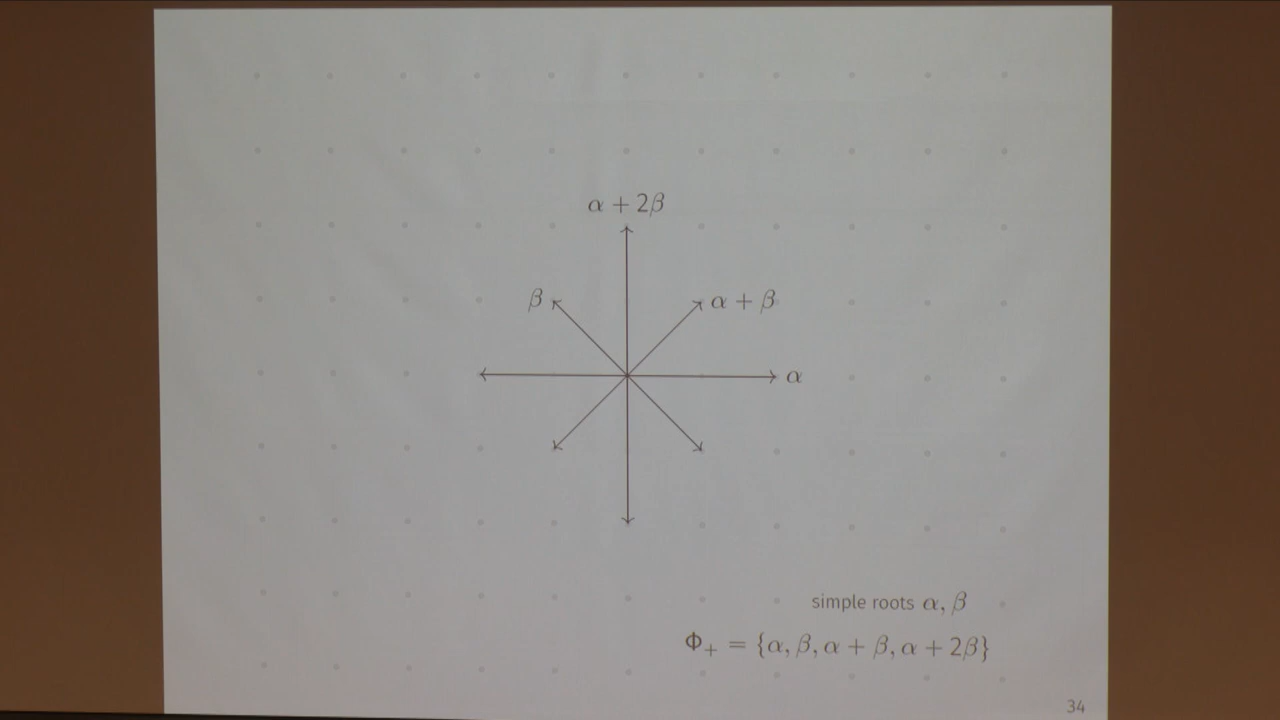 α + 2β
β
α + β
α
simple roots α, β
Φ₊ = {α, β, α + β, α + 2β}
34